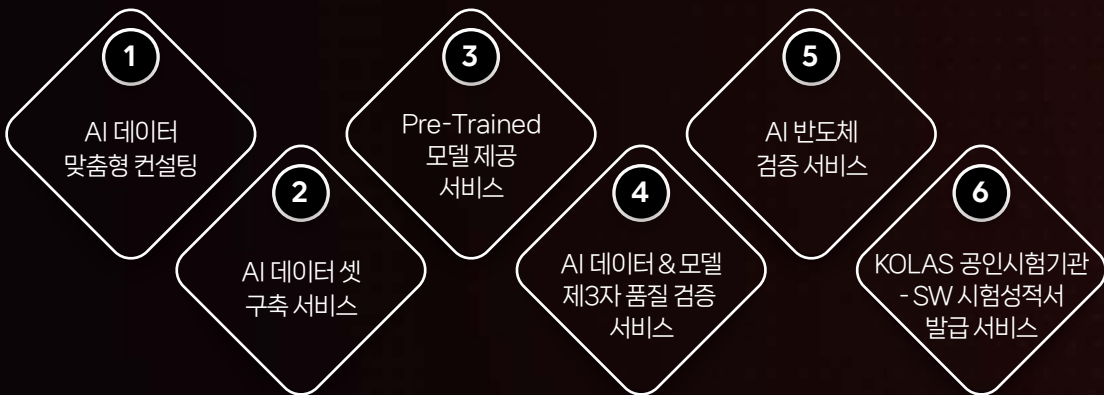 1
AI 데이터
맞춤형 컨설팅
2
AI 데이터 셋
구축 서비스
3
Pre-Trained
모델 제공
서비스
4
AI 데이터 & 모델
제3자 품질 검증
서비스
5
AI 반도체
검증 서비스
6
KOLAS 공인시험기관
- SW 시험성적서
발급 서비스